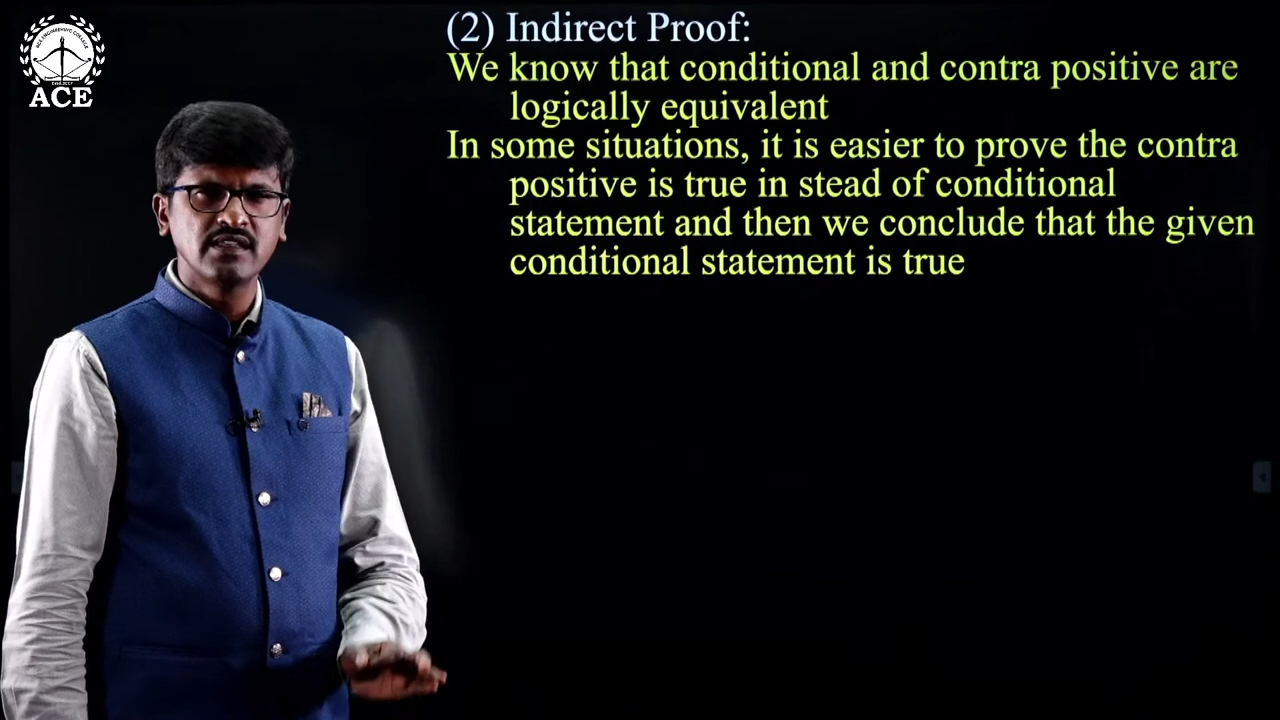 ACE
(2) Indirect Proof:
We know that conditional and contra positive are
logically equivalent
In some situations, it is easier to prove the contra
positive is true in stead of conditional
statement and then we conclude that the given
conditional statement is true